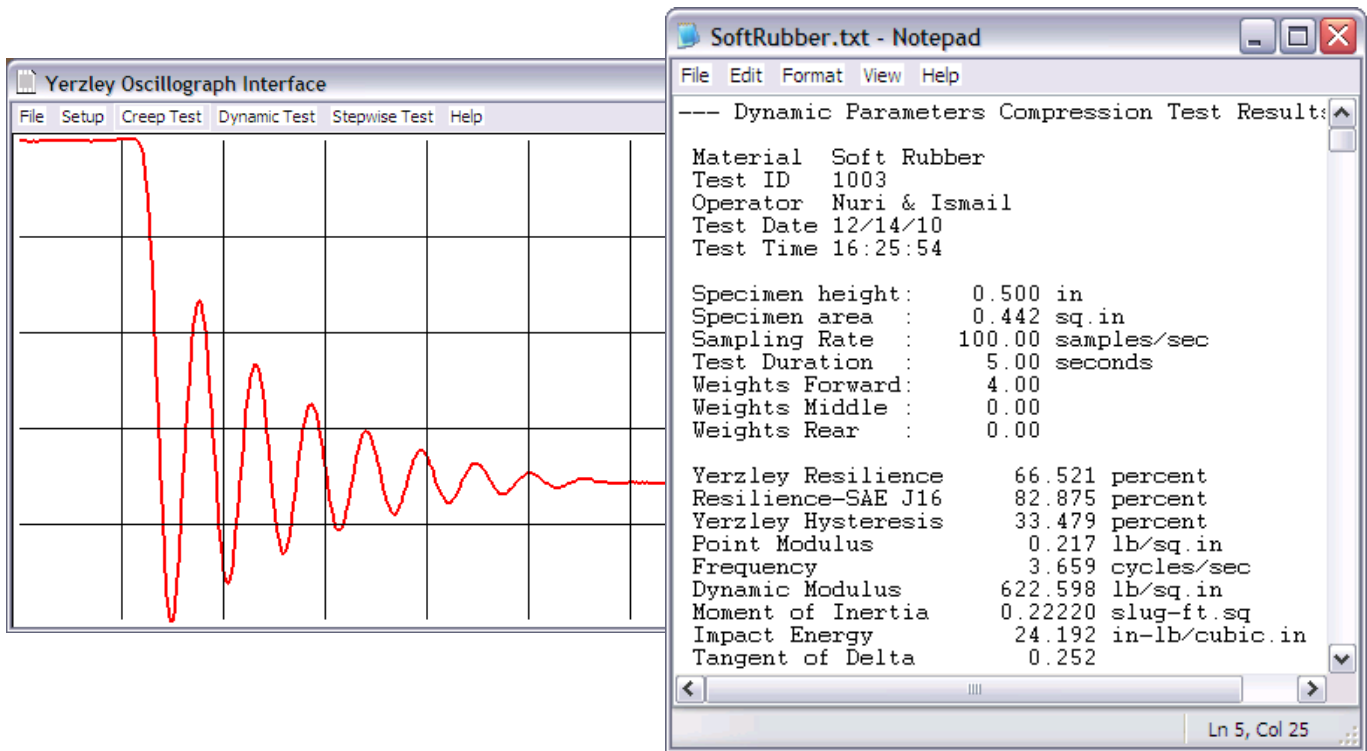 Yerzley Oscillograph Interface
File Setup Creep Test Dynamic Test Stepwise Test Help
SoftRubber.txt - Notepad
File Edit Format View Help
--- Dynamic Parameters Compression Test Results
Material Soft Rubber
Test ID 1003
Operator Nuri & Ismail
Test Date 12/14/10
Test Time 16:25:54
Specimen height: 0.500 in
Specimen area : 0.442 sq.in
Sampling Rate : 100.00 samples/sec
Test Duration : 5.00 seconds
Weights Forward: 4.00
Weights Middle : 0.00
Weights Rear : 0.00
Yerzley Resilience 66.521 percent
Resilience-SAE J16 82.875 percent
Yerzley Hysteresis 33.479 percent
Point Modulus 0.217 lb/sq.in
Frequency 3.659 cycles/sec
Dynamic Modulus 622.598 lb/sq.in
Moment of Inertia 0.22220 slug-ft.sq
Impact Energy 24.192 in-lb/cubic.in
Tangent of Delta 0.252
Ln 5, Col 25